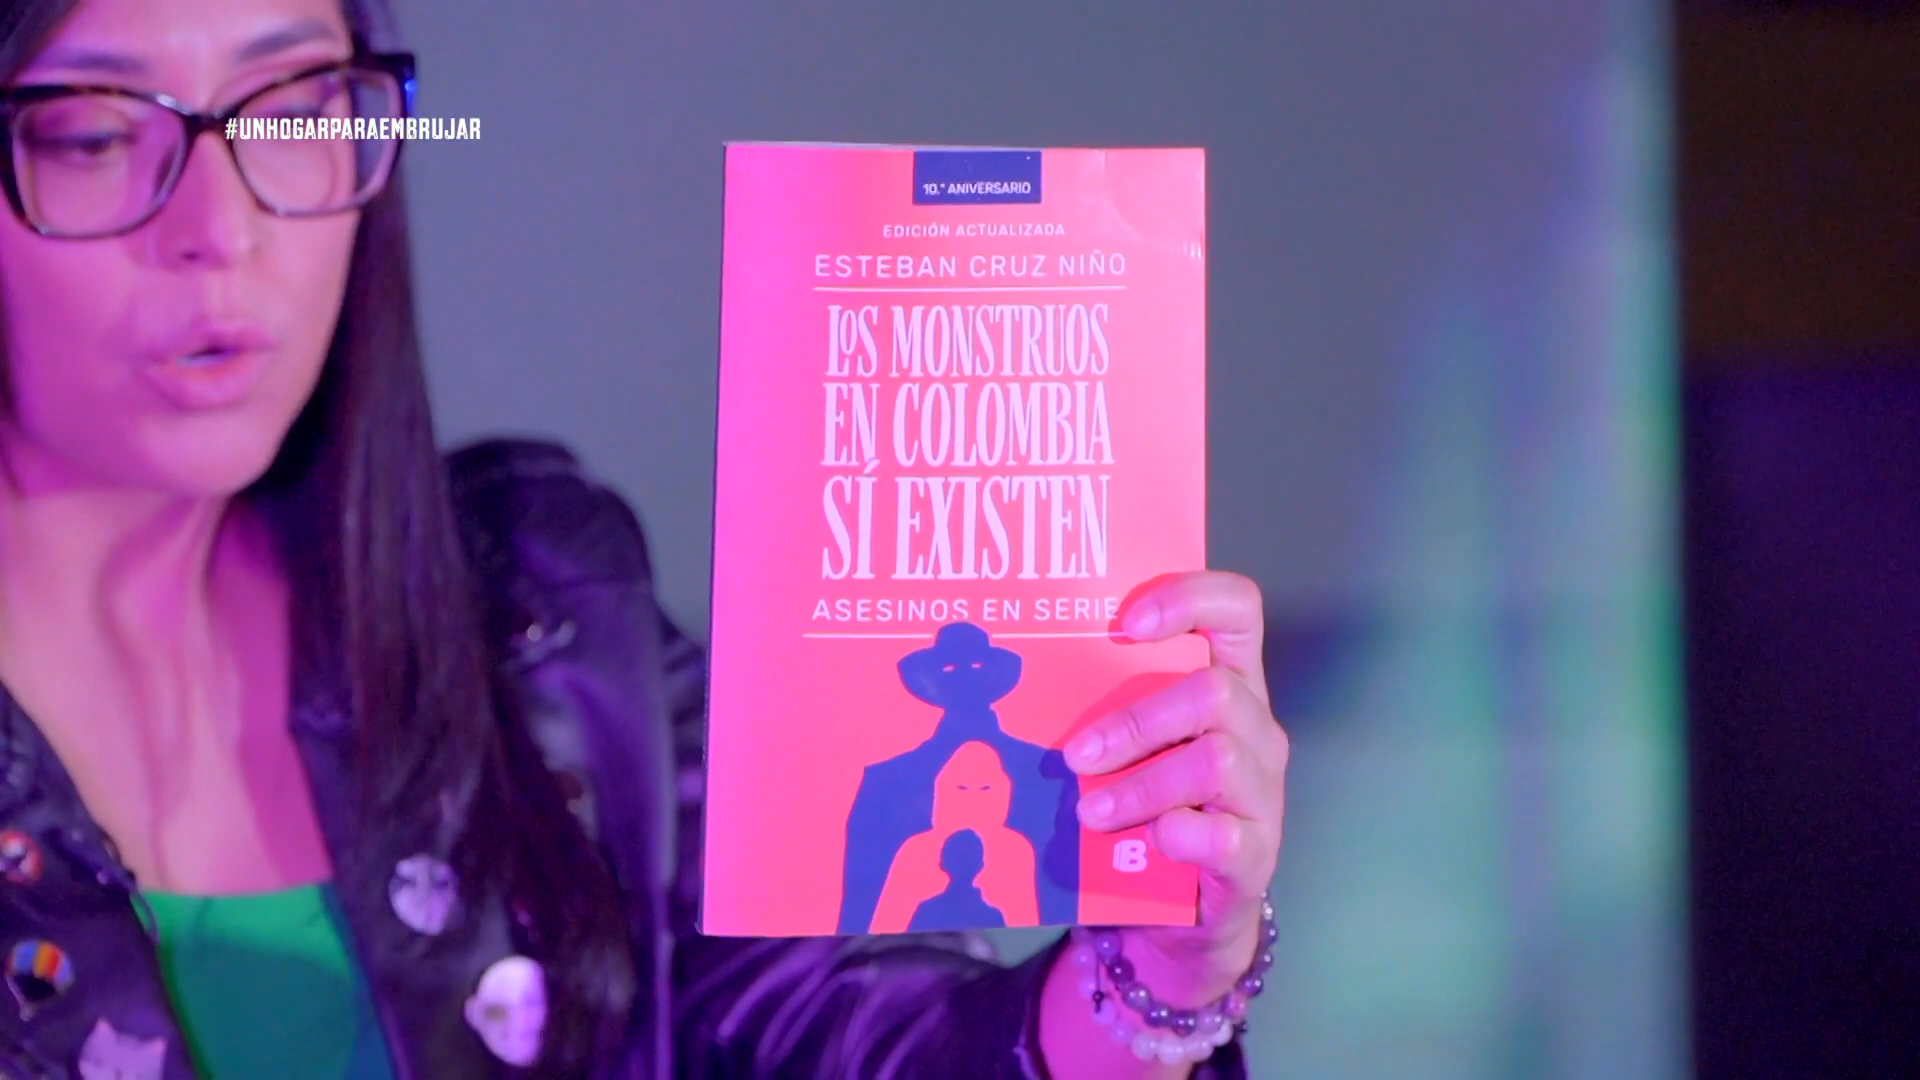 #UNHOGARPARAEMBRUJAR
10.° ANIVERSARIO
EDICIÓN ACTUALIZADA
ESTEBAN CRUZ NIÑO
LOS MONSTRUOS
EN COLOMBIA
SÍ EXISTEN
ASESINOS EN SERIE
B